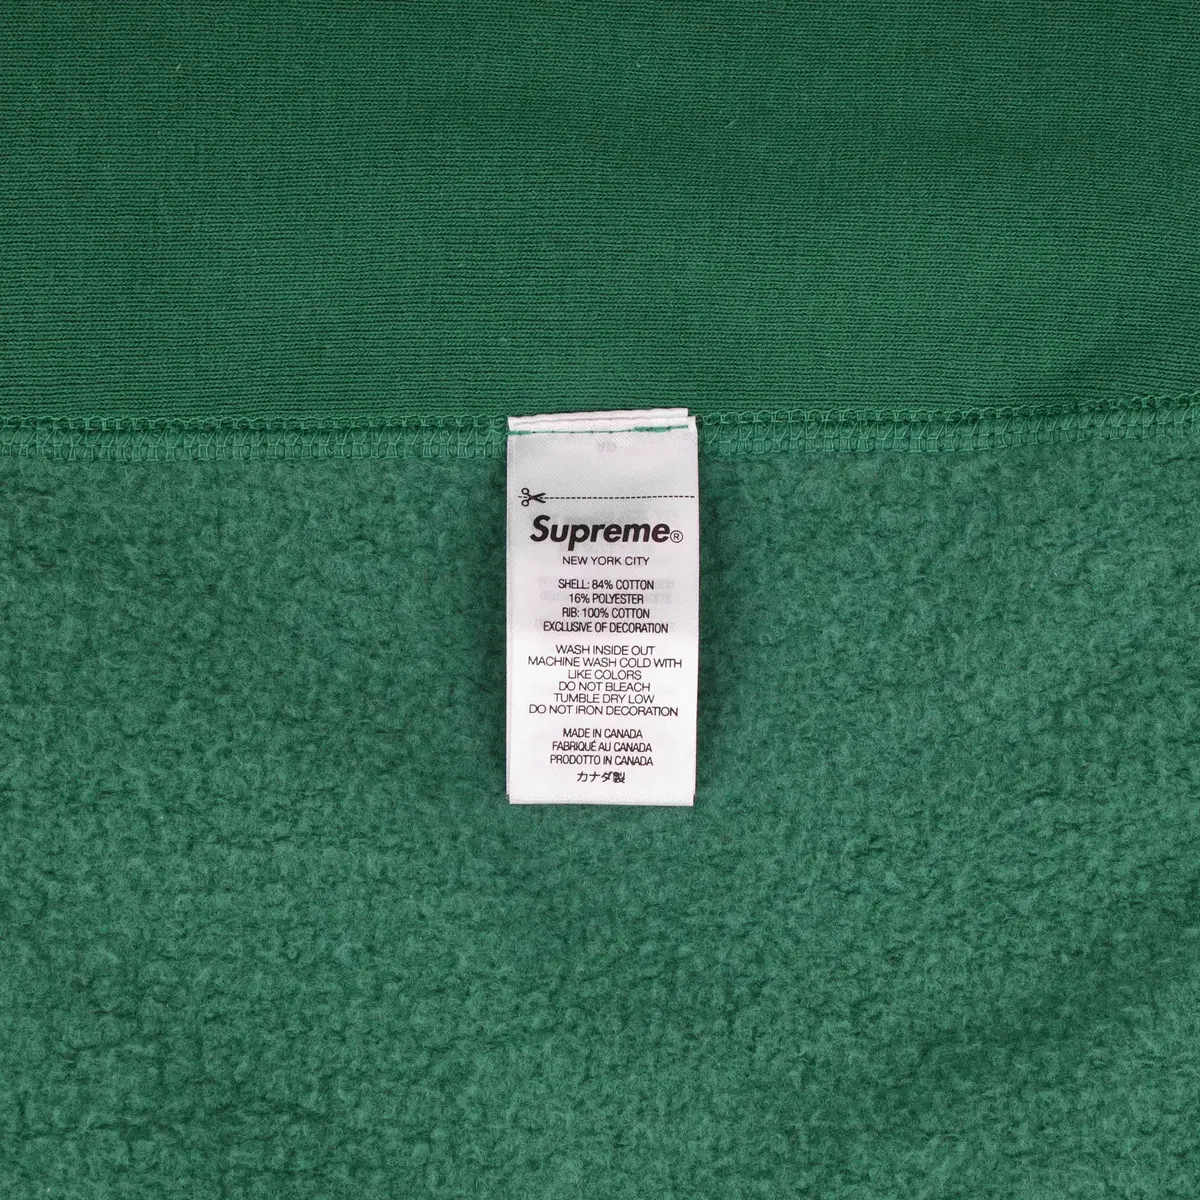 Supreme®
NEW YORK CITY
SHELL: 84% COTTON
16% POLYESTER
RIB: 100% COTTON
EXCLUSIVE OF DECORATION
WASH INSIDE OUT
MACHINE WASH COLD WITH
LIKE COLORS
DO NOT BLEACH
TUMBLE DRY LOW
DO NOT IRON DECORATION
MADE IN CANADA
FABRIQUÉ AU CANADA
PRODOTTO IN CANADA
カナダ製